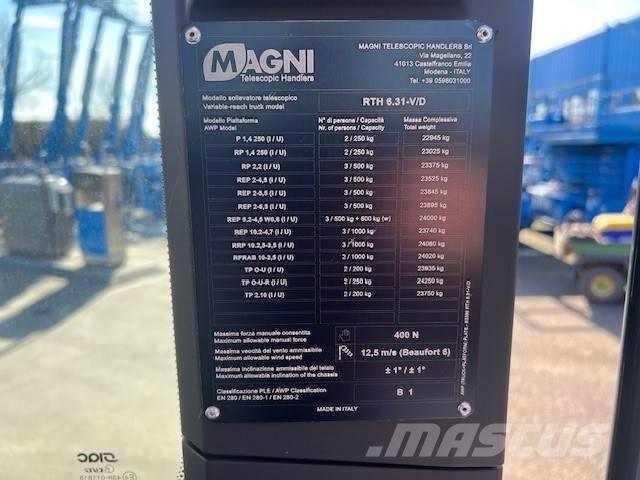 MAGNI
Telescopic Handlers
MAGNI TELESCOPIC HANDLERS Srl
Via Magellano, 22
41013 Castelfranco Emilia
Modena - ITALY
Tel. +39 0598031000
Modello sollevatore telescopico
Variable-reach truck model
RTH 6.31-V/D
Modello Piattaforma
AWP Model
N° di persone / Capacità
Nr. of persons / Capacity
Massa Complessiva
Total weight
P 1,4 250 (I / U) 2 / 250 kg 22945 kg
RP 1,4 250 (I / U) 2 / 250 kg 23025 kg
RP 2,2 (I / U) 3 / 500 kg 23375 kg
REP 2-4,5 (I / U) 3 / 500 kg 23525 kg
REP 2-5,5 (I / U) 3 / 500 kg 23645 kg
REP 2-6,5 (I / U) 3 / 500 kg 23895 kg
REP 5.2-4,5 W0,6 (I / U) 3 / 500 kg + 600 kg (w) 24000 kg
REP 10.2-4,7 (I / U) 3 / 1000 kg 23740 kg
RRP 10.2,5-3,5 (I / U) 3 / 1000 kg 24060 kg
RPRAB 10-3,5 (I / U) 2 / 1000 kg 24020 kg
TP O-U (I / U) 2 / 200 kg 23935 kg
TP O-U-R (I / U) 2 / 250 kg 24250 kg
TP 2.10 (I / U) 2 / 200 kg 23750 kg
Massima forza manuale consentita
Maximum allowable manual force
400 N
Massima velocità del vento ammissibile
Maximum allowable wind speed
12,5 m/s (Beaufort 6)
Massima inclinazione ammissibile del telaio
Maximum allowable inclination of the chassis
± 1° / ± 1°
Classificazione PLE / AWP Classification
EN 280 / EN 280-1 / EN 280-2
B 1
MADE IN ITALY
MASCUS